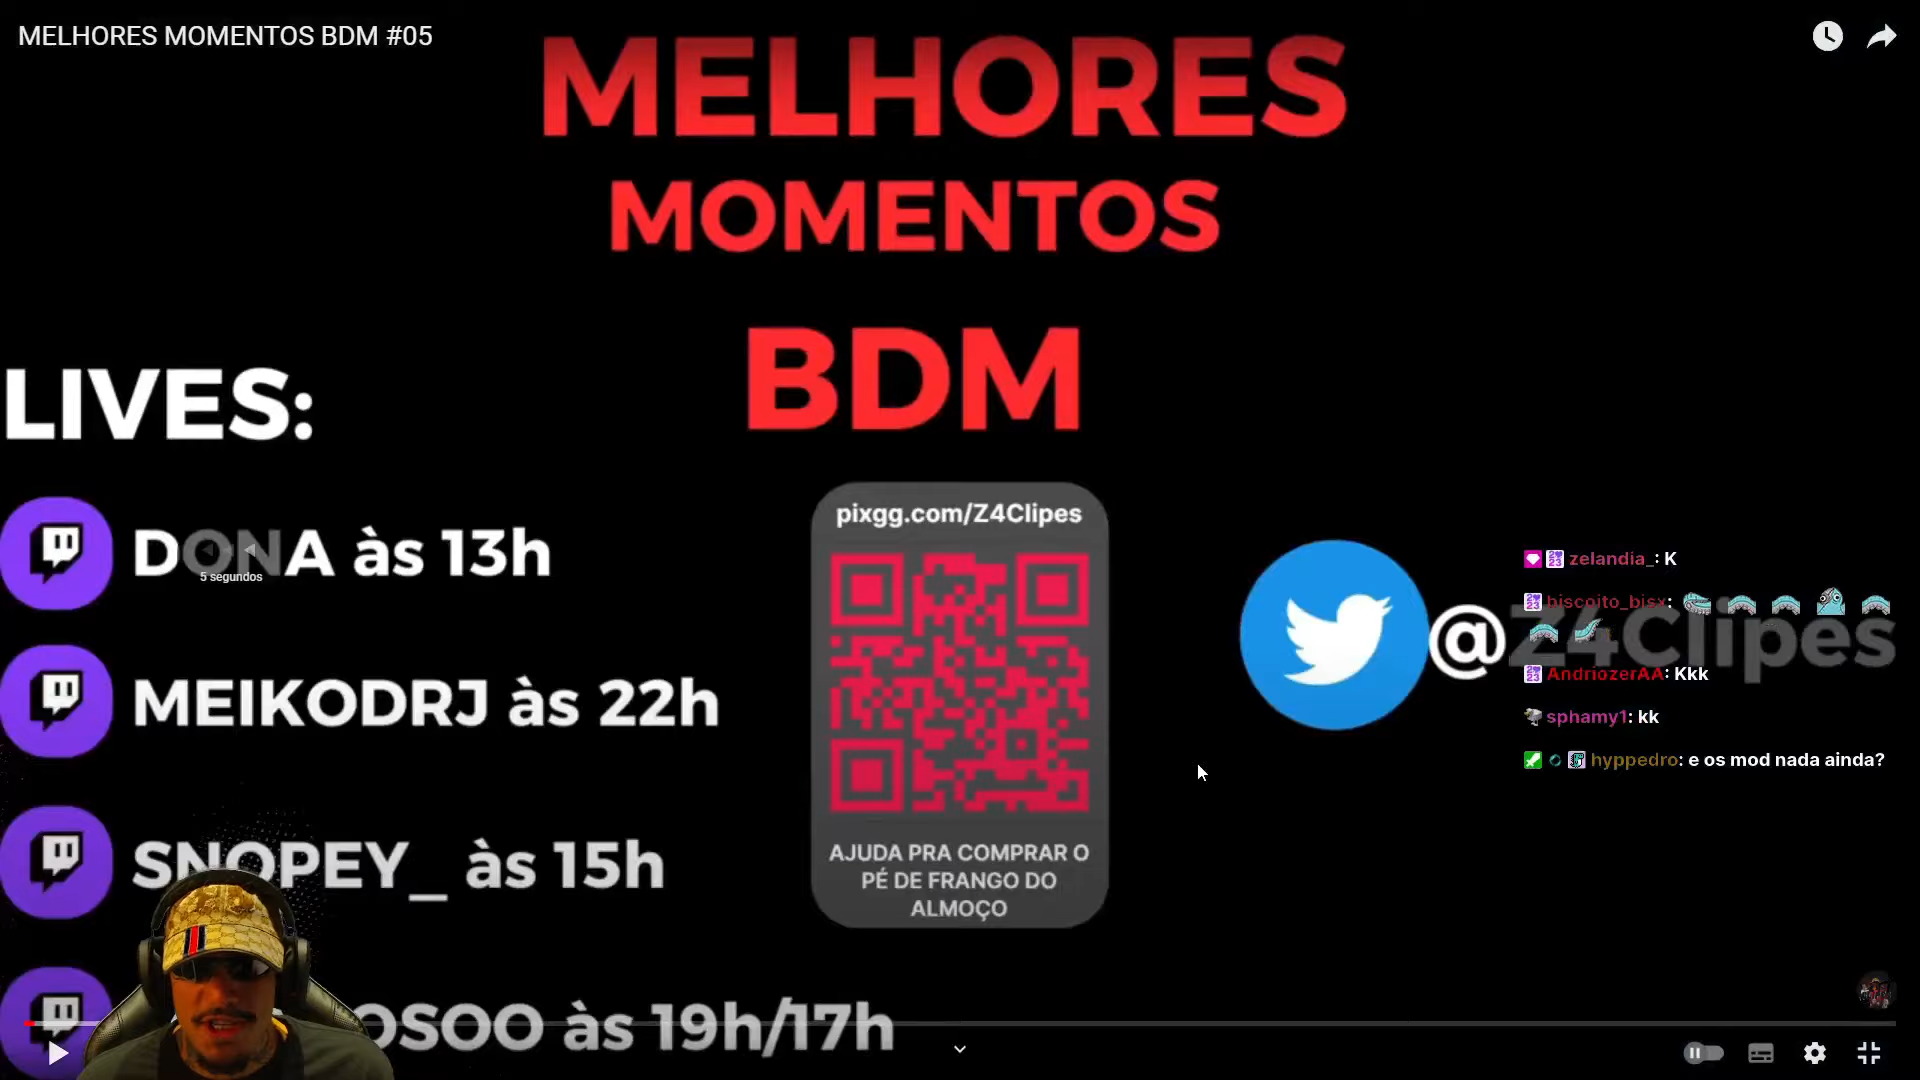 MELHORES MOMENTOS BDM #05
MELHORES
MOMENTOS
BDM
LIVES:
DONA às 13h
5 segundos
MEIKODRJ às 22h
SNOPEY_ às 15h
OSOO às 19h/17h
pixgg.com/Z4Clipes
AJUDA PRA COMPRAR O
PÉ DE FRANGO DO
ALMOÇO
@Z4Clipes
zelandia_: K
biscoito_bisx:
AndriozerAA: Kkk
sphamy1: kk
hyppedro: e os mod nada ainda?